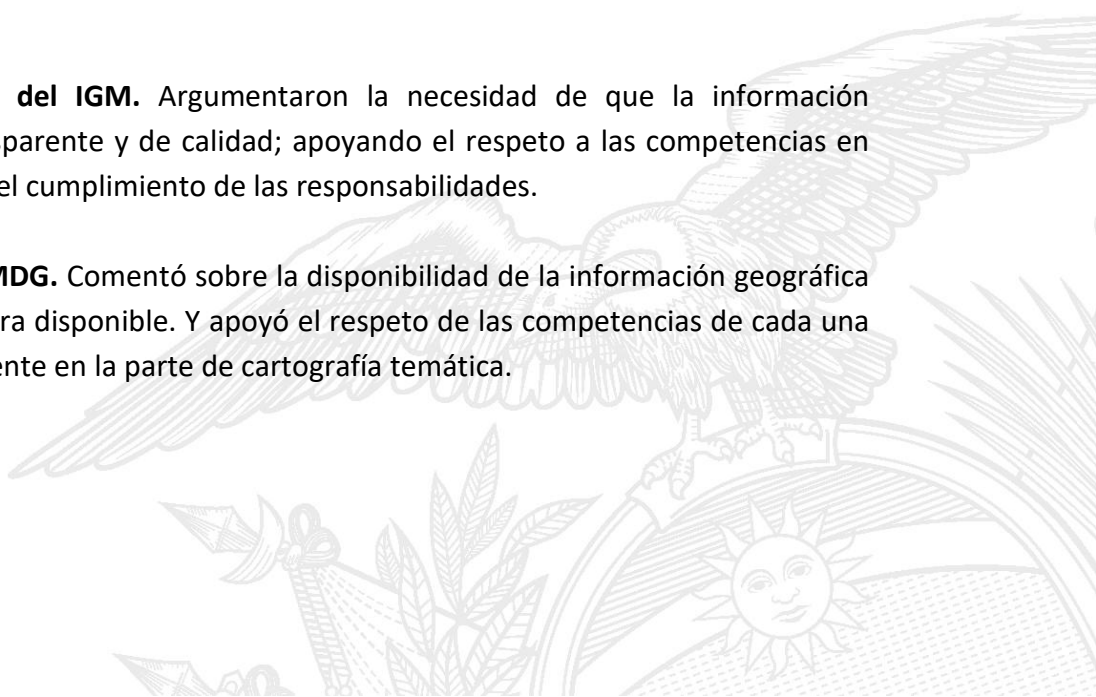 del IGM. Argumentaron la necesidad de que la información
sparente y de calidad; apoyando el respeto a las competencias en
el cumplimiento de las responsabilidades.
MDG. Comentó sobre la disponibilidad de la información geográfica
ra disponible. Y apoyó el respeto de las competencias de cada una
ente en la parte de cartografía temática.